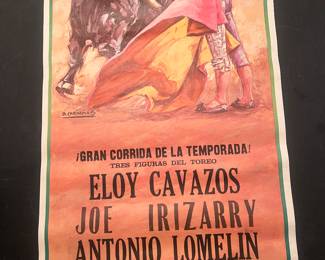 ¡GRAN CORRIDA DE LA TEMPORADA!
TRES FIGURAS DEL TOREO
ELOY CAVAZOS
JOE IRIZARRY
ANTONIO LOMELIN